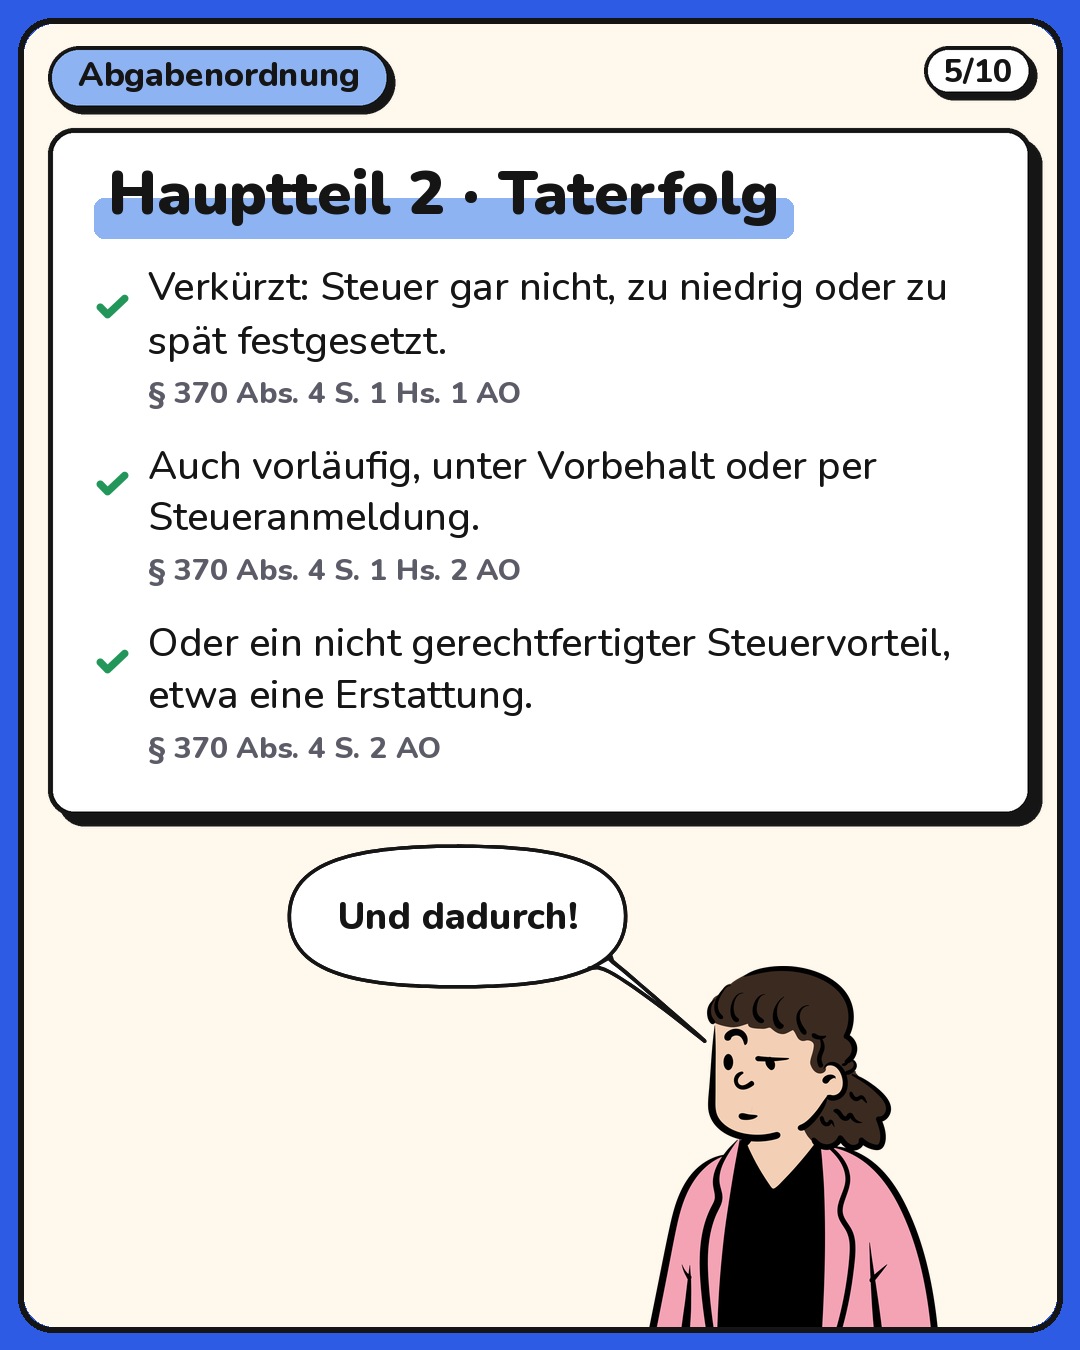 Abgabenordnung
5/10
Hauptteil 2 · Taterfolg
Verkürzt: Steuer gar nicht, zu niedrig oder zu
spät festgesetzt.
§ 370 Abs. 4 S. 1 Hs. 1 AO
Auch vorläufig, unter Vorbehalt oder per
Steueranmeldung.
§ 370 Abs. 4 S. 1 Hs. 2 AO
Oder ein nicht gerechtfertigter Steuervorteil,
etwa eine Erstattung.
§ 370 Abs. 4 S. 2 AO
Und dadurch!